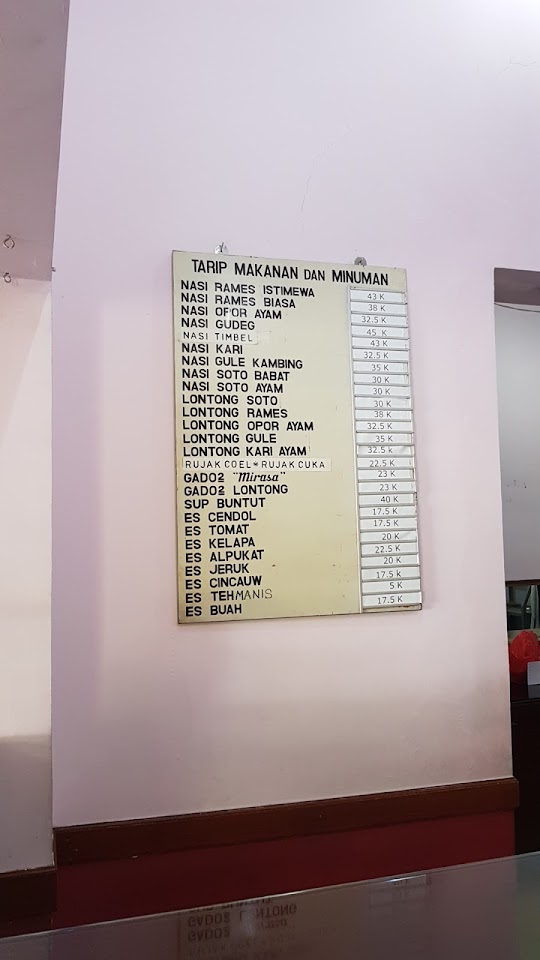 TARIP MAKANAN DAN MINUMAN
NASI RAMES ISTIMEWA 43 K
NASI RAMES BIASA 38 K
NASI OPOR AYAM 32.5 K
NASI GUDEG 45 K
NASI TIMBEL 43 K
NASI KARI 32.5 K
NASI GULE KAMBING 35 K
NASI SOTO BABAT 30 K
NASI SOTO AYAM 30 K
LONTONG SOTO 30 K
LONTONG RAMES 38 K
LONTONG OPOR AYAM 32.5 K
LONTONG GULE 35 K
LONTONG KARI AYAM 32.5 k
RUJAK COEL * RUJAK CUKA 22.5 K
GADO2 "Mirasa" 23 K
GADO2 LONTONG 23 K
SUP BUNTUT 40 K
ES CENDOL 17.5 K
ES TOMAT 17.5 K
ES KELAPA 20 K
ES ALPUKAT 22.5 K
ES JERUK 20 K
ES CINCAUW 17.5 k
ES TEH MANIS 5 K
ES BUAH 17.5 K